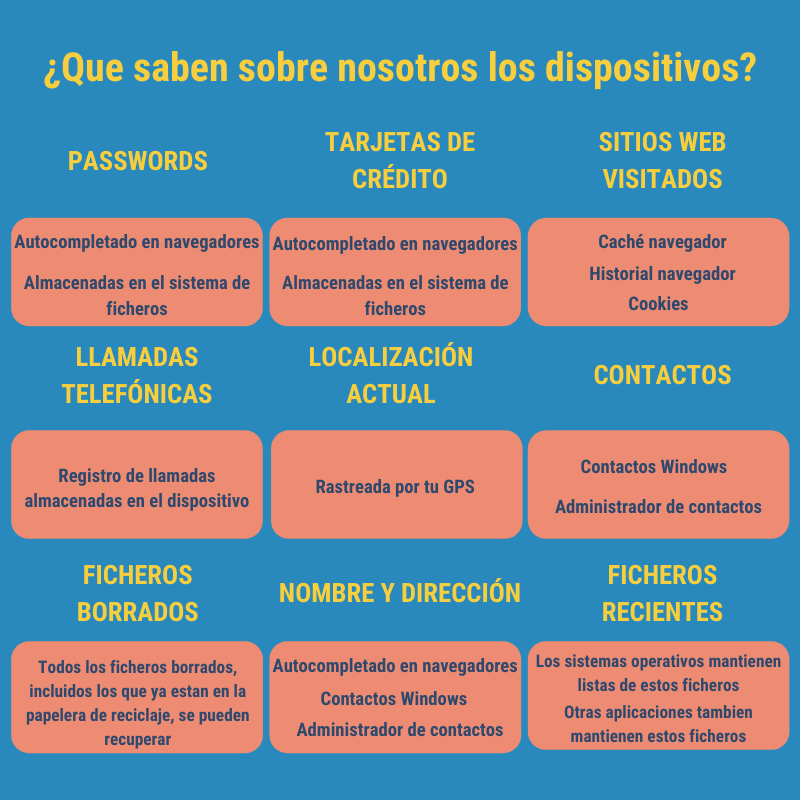 ¿Que saben sobre nosotros los dispositivos?
PASSWORDS
Autocompletado en navegadores
Almacenadas en el sistema de
ficheros
TARJETAS DE
CRÉDITO
Autocompletado en navegadores
Almacenadas en el sistema de
ficheros
SITIOS WEB
VISITADOS
Caché navegador
Historial navegador
Cookies
LLAMADAS
TELEFÓNICAS
Registro de llamadas
almacenadas en el dispositivo
LOCALIZACIÓN
ACTUAL
Rastreada por tu GPS
CONTACTOS
Contactos Windows
Administrador de contactos
FICHEROS
BORRADOS
Todos los ficheros borrados,
incluidos los que ya estan en la
papelera de reciclaje, se pueden
recuperar
NOMBRE Y DIRECCIÓN
Autocompletado en navegadores
Contactos Windows
Administrador de contactos
FICHEROS
RECIENTES
Los sistemas operativos mantienen
listas de estos ficheros
Otras aplicaciones tambien
mantienen estos ficheros